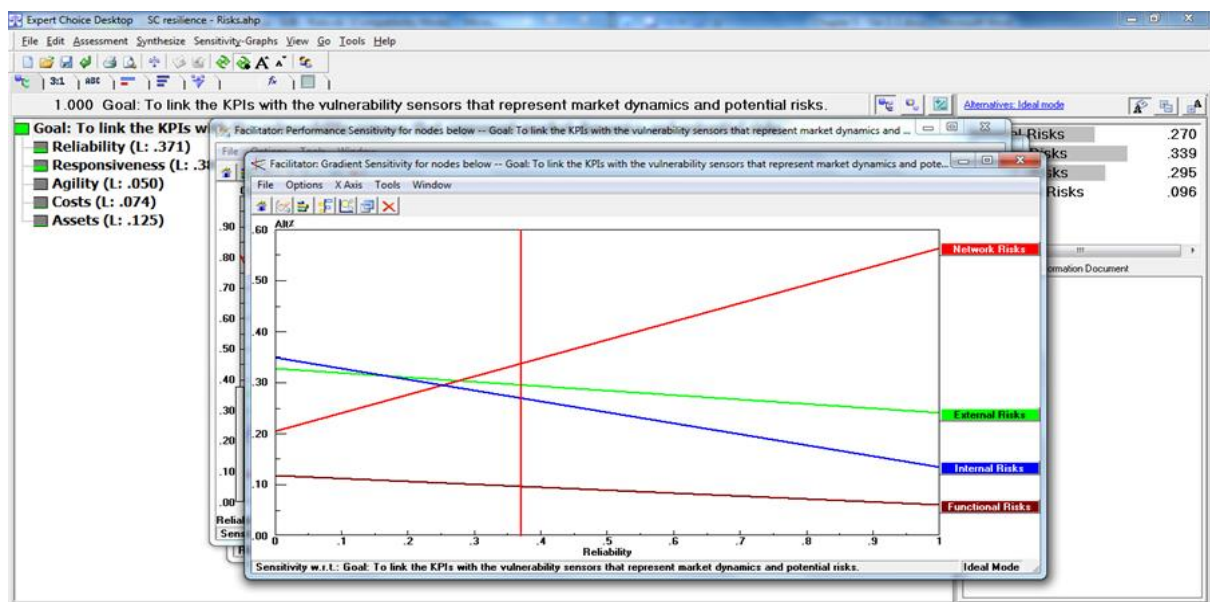 Expert Choice Desktop SC resilience - Risks.ahp
File Edit Assessment Synthesize Sensitivity-Graphs View Go Tools Help
3:1 ABC
1.000 Goal: To link the KPIs with the vulnerability sensors that represent market dynamics and potential risks.
Alternatives: Ideal mode
Goal: To link the KPIs w
Reliability (L: .371)
Responsiveness (L: .3
Agility (L: .050)
Costs (L: .074)
Assets (L: .125)
Risks .270
.339
.295
Risks .096
Information Document
Facilitator: Performance Sensitivity for nodes below -- Goal: To link the KPIs with the vulnerability sensors that represent market dynamics and ...
File Options Tools Window
.90
.80
.70
.60
.50
.40
.30
.20
.10
.00
Facilitator: Gradient Sensitivity for nodes below -- Goal: To link the KPIs with the vulnerability sensors that represent market dynamics and pote...
File Options X Axis Tools Window
Alt%
.60
.50
.40
.30
.20
.10
.00
Network Risks
External Risks
Internal Risks
Functional Risks
0 .1 .2 .3 .4 .5 .6 .7 .8 .9 1
Reliability
Sensitivity w.r.t.: Goal: To link the KPIs with the vulnerability sensors that represent market dynamics and potential risks. Ideal Mode